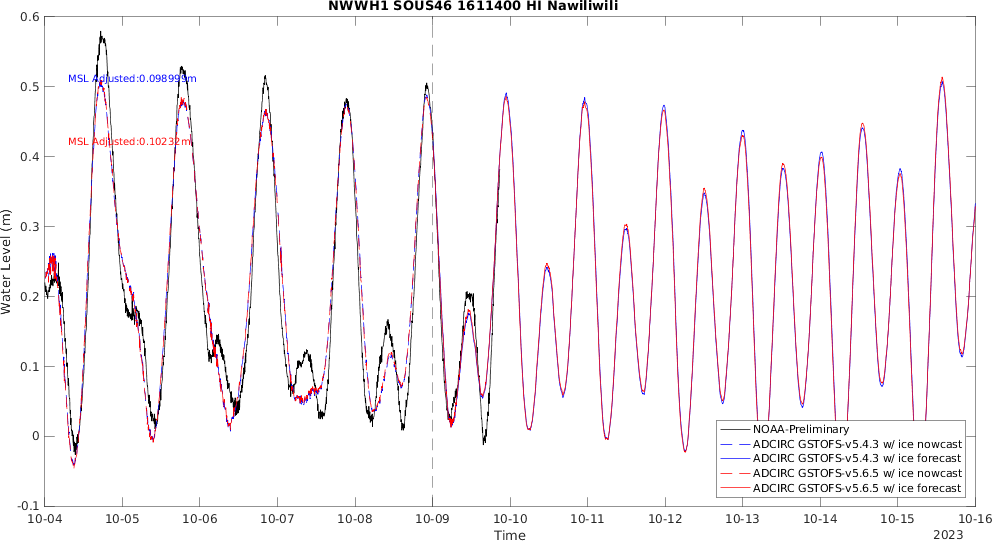 NWWH1 SOUS46 1611400 HI Nawiliwili
Water Level (m)
0.6
0.5
0.4
0.3
0.2
0.1
0
-0.1
MSL Adjusted:0.098999m
MSL Adjusted:0.10232m
NOAA-Preliminary
ADCIRC GSTOFS-v5.4.3 w/ ice nowcast
ADCIRC GSTOFS-v5.4.3 w/ ice forecast
ADCIRC GSTOFS-v5.6.5 w/ ice nowcast
ADCIRC GSTOFS-v5.6.5 w/ ice forecast
10-04 10-05 10-06 10-07 10-08 10-09 10-10 10-11 10-12 10-13 10-14 10-15 10-16
Time
2023